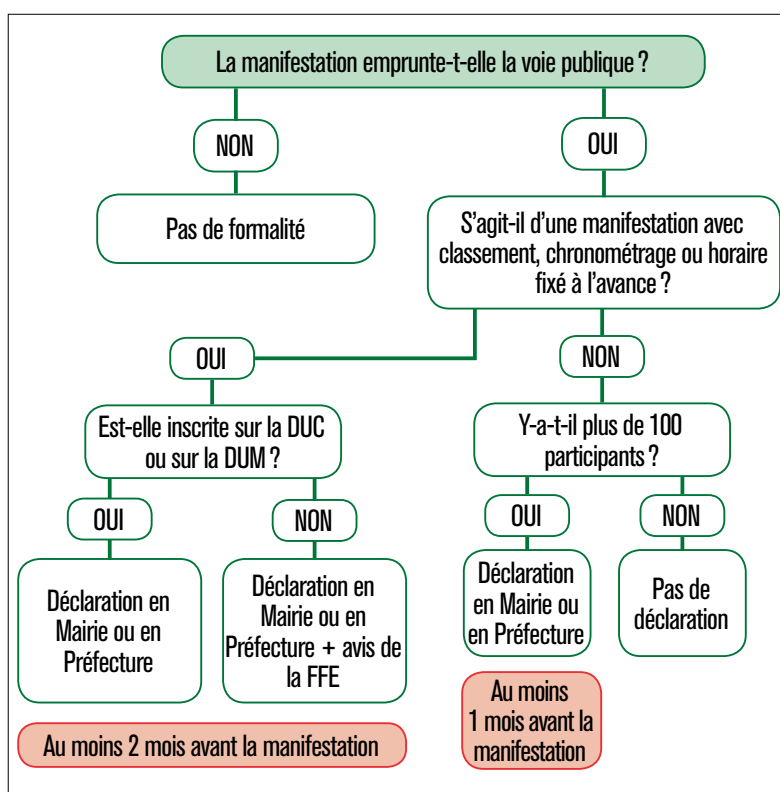 La manifestation emprunte-t-elle la voie publique ?
NON
OUI
Pas de formalité
S’agit-il d’une manifestation avec
classement, chronométrage ou horaire
fixé à l’avance ?
OUI
NON
Est-elle inscrite sur la DUC
ou sur la DUM ?
Y-a-t-il plus de 100
participants ?
OUI
NON
OUI
NON
Déclaration en
Mairie ou en
Préfecture
Déclaration en
Mairie ou en
Préfecture + avis de
la FFE
Déclaration
en Mairie ou
en Préfecture
Pas de
déclaration
Au moins 2 mois avant la manifestation
Au moins
1 mois avant la
manifestation